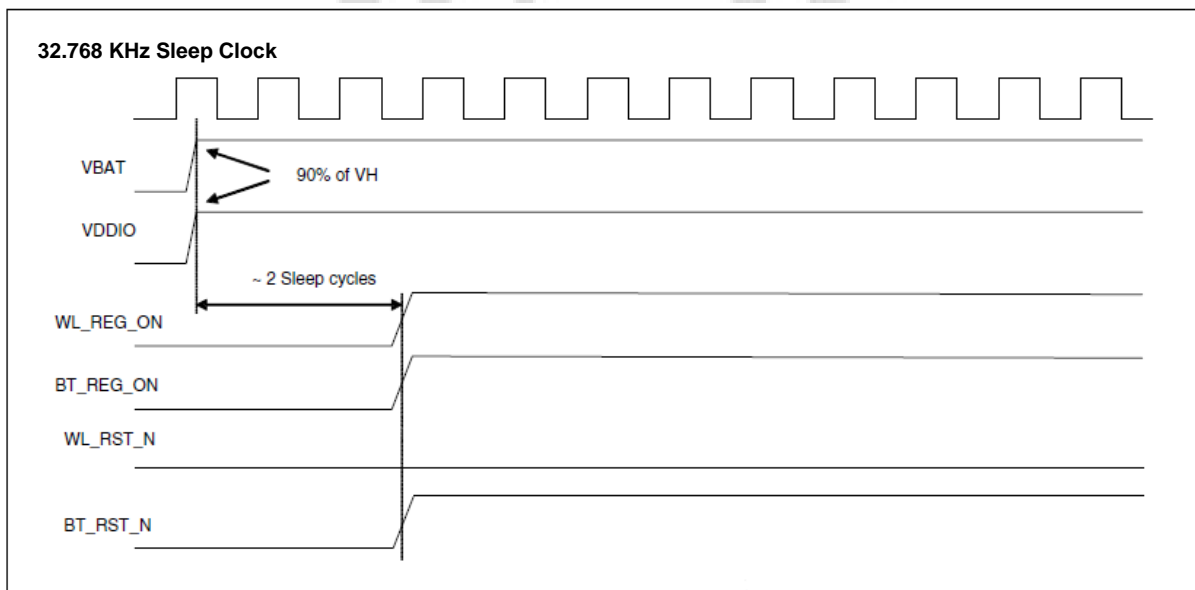 32.768 KHz Sleep Clock
VBAT
90% of VH
VDDIO
~ 2 Sleep cycles
WL_REG_ON
BT_REG_ON
WL_RST_N
BT_RST_N